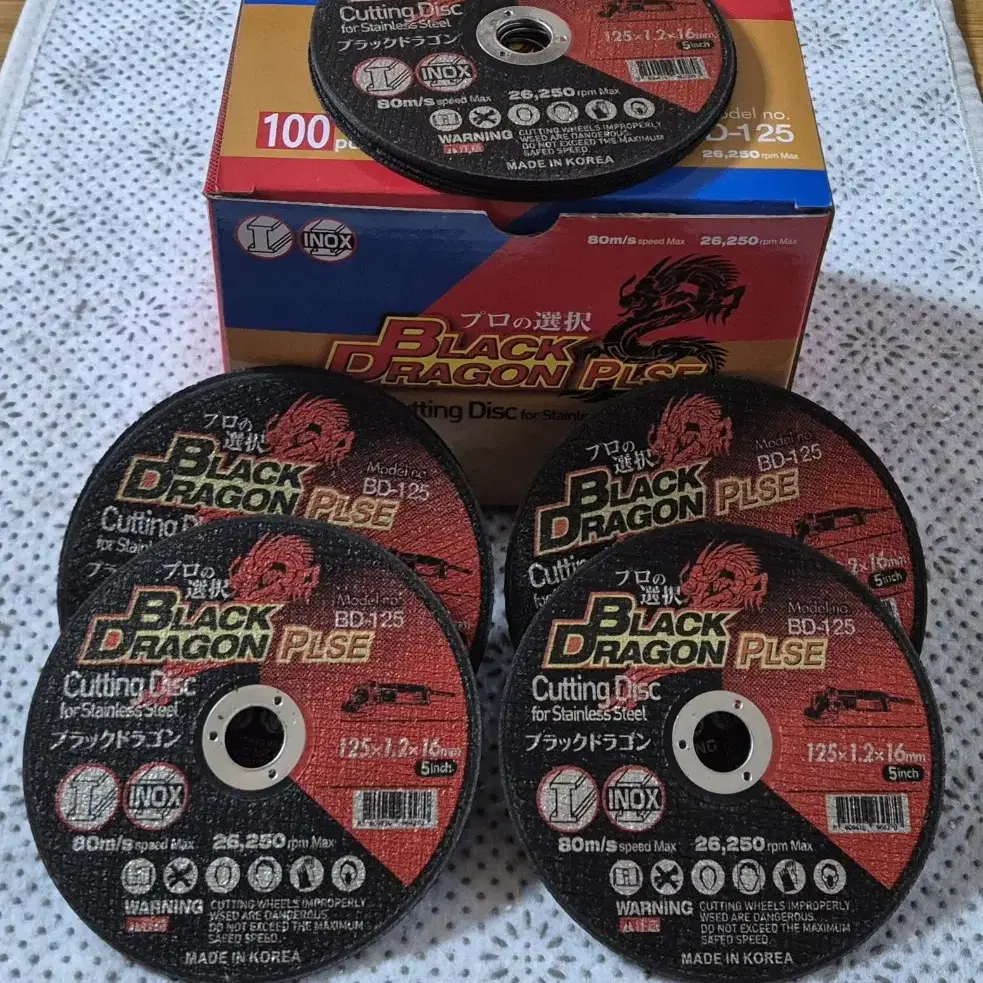 Cutting Disc
for Stainless Steel
ブラックドラゴン
125×1.2×16mm
5inch
INOX
80m/s speed Max 26,250 rpm Max
WARNING CUTTING WHEELS IMPROPERLY
WSED ARE DANGEROUS.
DO NOT EXCEED THE MAXIMUM
SAFED SPEED.
MADE IN KOREA
100
Model no.
BD-125
26,250 rpm Max
INOX
80m/s speed Max 26,250 rpm Max
プロの選択
BLACK
DRAGON PLSE
Cutting Disc for Stainless
プロの
選択
Model no.
BD-125
BLACK
DRAGON PLSE
Cutting
for Stainless
プロの
選択
Model no.
BD-125
BLACK
DRAGON PLSE
16mm
5inch
プロの
選択
Model no.
BD-125
BLACK
DRAGON PLSE
Cutting Disc
for Stainless Steel
ブラックドラゴン
125×1.2×16mm
5inch
INOX
80m/s speed Max 26,250 rpm Max
WARNING CUTTING WHEELS IMPROPERLY
WSED ARE DANGEROUS.
DO NOT EXCEED THE MAXIMUM
SAFED SPEED.
MADE IN KOREA
プロの
選択
Model no.
BD-125
BLACK
DRAGON PLSE
Cutting Disc
for Stainless Steel
ブラックドラゴン
125×1.2×16mm
5inch
INOX
80m/s speed Max 26,250 rpm Max
WARNING CUTTING WHEELS IMPROPERLY
WSED ARE DANGEROUS.
DO NOT EXCEED THE MAXIMUM
SAFED SPEED.
MADE IN KOREA